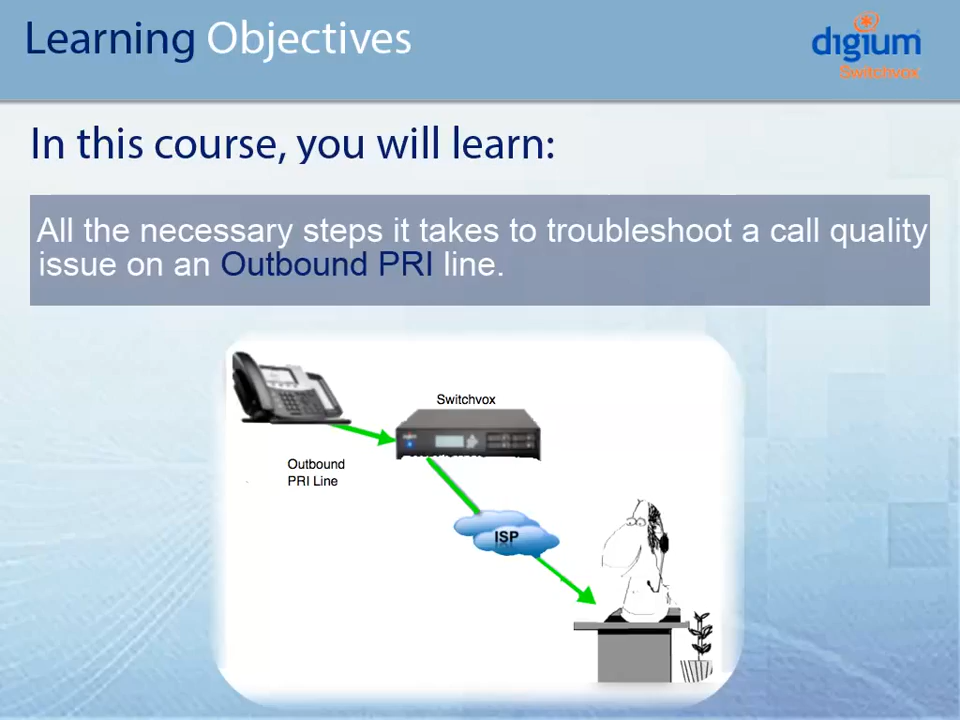 Learning Objectives
digium
Switchvox
In this course, you will learn:
All the necessary steps it takes to troubleshoot a call quality
issue on an Outbound PRI line.
Switchvox
Outbound
PRI Line
ISP